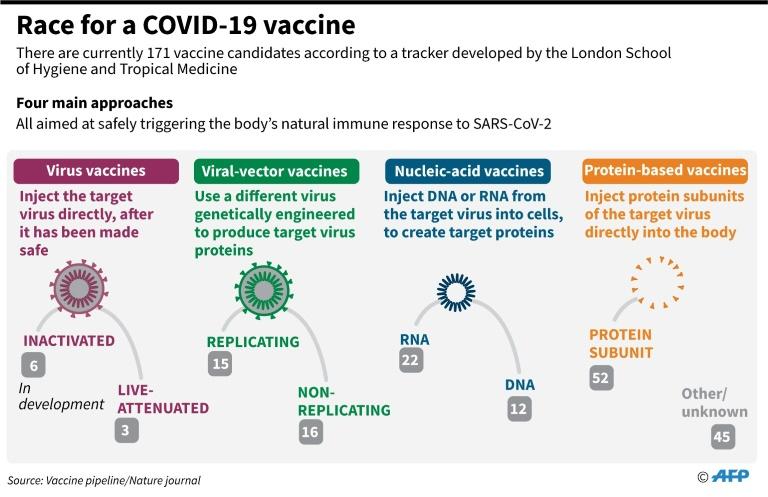 Race for a COVID-19 vaccine
There are currently 171 vaccine candidates according to a tracker developed by the London School
of Hygiene and Tropical Medicine
Four main approaches
All aimed at safely triggering the body's natural immune response to SARS-CoV-2
Virus vaccines
Inject the target
virus directly, after
it has been made
safe
INACTIVATED
6
In
development
LIVE-
ATTENUATED
3
Viral-vector vaccines
Use a different virus
genetically engineered
to produce target virus
proteins
REPLICATING
15
NON-
REPLICATING
16
Nucleic-acid vaccines
Inject DNA or RNA from
the target virus into cells,
to create target proteins
RNA
22
DNA
12
Protein-based vaccines
Inject protein subunits
of the target virus
directly into the body
PROTEIN
SUBUNIT
52
Other/
unknown
45
Source: Vaccine pipeline/Nature journal
© AFP